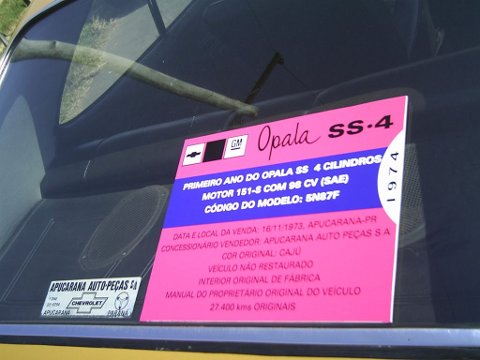 GM
Opala SS-4
PRIMEIRO ANO DO OPALA SS 4 CILINDROS
MOTOR 151-S COM 98 CV (SAE)
CÓDIGO DO MODELO: 5N87F
1974
DATA E LOCAL DA VENDA: 16/11/1973, APUCARANA-PR
CONCESSIONÁRIO VENDEDOR: APUCARANA AUTO PEÇAS S A
COR ORIGINAL: CAJÚ
VEÍCULO NÃO RESTAURADO
INTERIOR ORIGINAL DE FÁBRICA
MANUAL DO PROPRIETÁRIO ORIGINAL DO VEÍCULO
27.400 kms ORIGINAIS
APUCARANA AUTO-PEÇAS S/A
CHEVROLET
APUCARANA PARANÁ